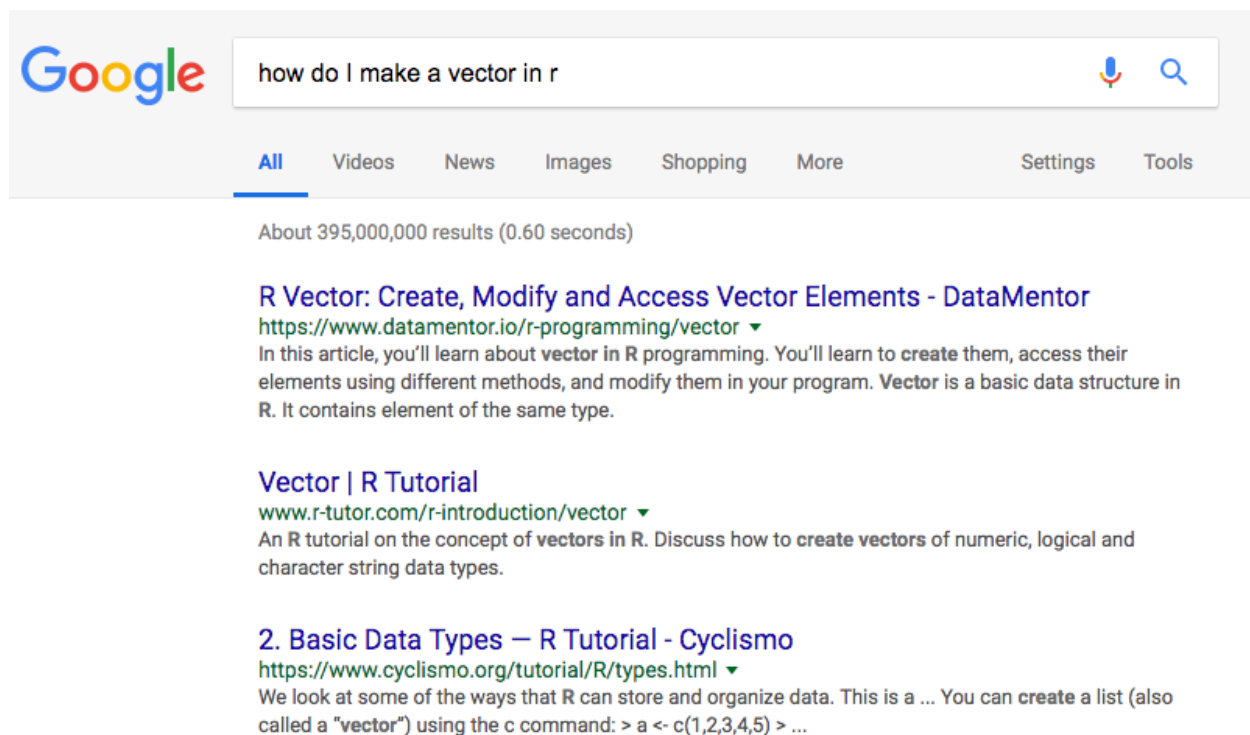 Google
how do I make a vector in r
All Videos News Images Shopping More Settings Tools
About 395,000,000 results (0.60 seconds)
R Vector: Create, Modify and Access Vector Elements - DataMentor
https://www.datamentor.io/r-programming/vector
In this article, you'll learn about vector in R programming. You'll learn to create them, access their
elements using different methods, and modify them in your program. Vector is a basic data structure in
R. It contains element of the same type.
Vector | R Tutorial
www.r-tutor.com/r-introduction/vector
An R tutorial on the concept of vectors in R. Discuss how to create vectors of numeric, logical and
character string data types.
2. Basic Data Types — R Tutorial - Cyclismo
https://www.cyclismo.org/tutorial/R/types.html
We look at some of the ways that R can store and organize data. This is a ... You can create a list (also
called a “vector”) using the c command: > a <- c(1,2,3,4,5) > ...